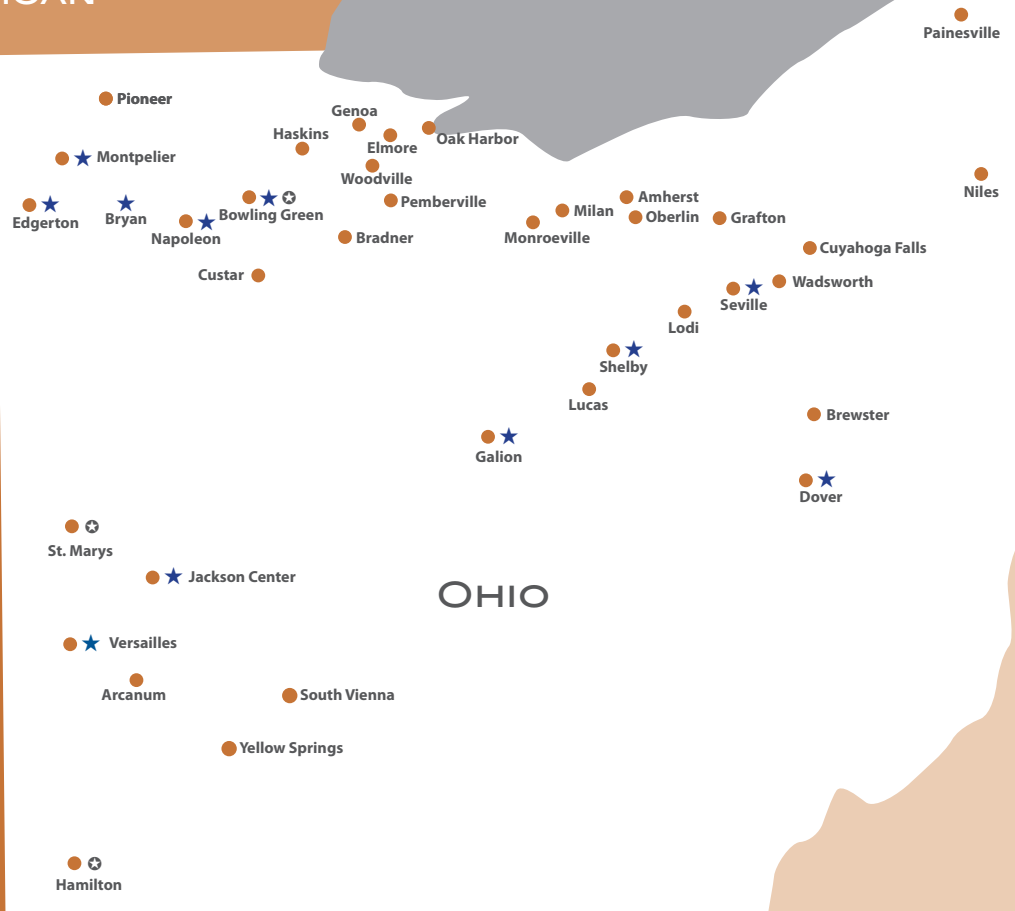 Painesville
Pioneer
Genoa
Haskins
Elmore
Oak Harbor
Montpelier
Woodville
Niles
Edgerton
Bryan
Bowling Green
Pemberville
Napoleon
Milan
Amherst
Oberlin
Grafton
Monroeville
Bradner
Cuyahoga Falls
Custar
Wadsworth
Seville
Lodi
Shelby
Lucas
Brewster
Galion
Dover
St. Marys
Jackson Center
Ohio
Versailles
Arcanum
South Vienna
Yellow Springs
Hamilton